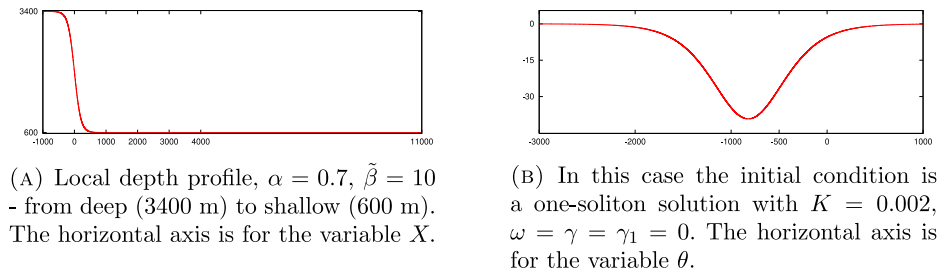 3400
600
-1000 0 1000 2000 3000 4000 11000
(A) Local depth profile, α = 0.7, β̃ = 10
- from deep (3400 m) to shallow (600 m).
The horizontal axis is for the variable X.
0
-15
-30
-3000 -2000 -1000 -500 0 1000
(B) In this case the initial condition is
a one-soliton solution with K = 0.002,
ω = γ = γ₁ = 0. The horizontal axis is
for the variable θ.